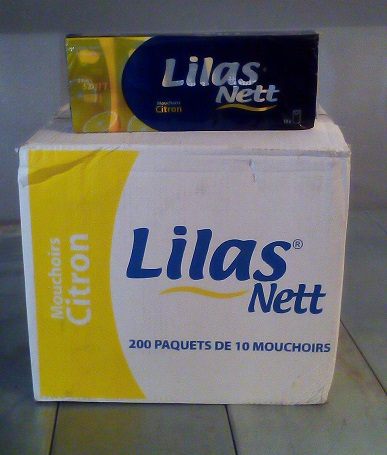 Lilas
Nett
Mouchoirs
Citron
Mouchoirs
Citron
Lilas®
Nett
200 PAQUETS DE 10 MOUCHOIRS